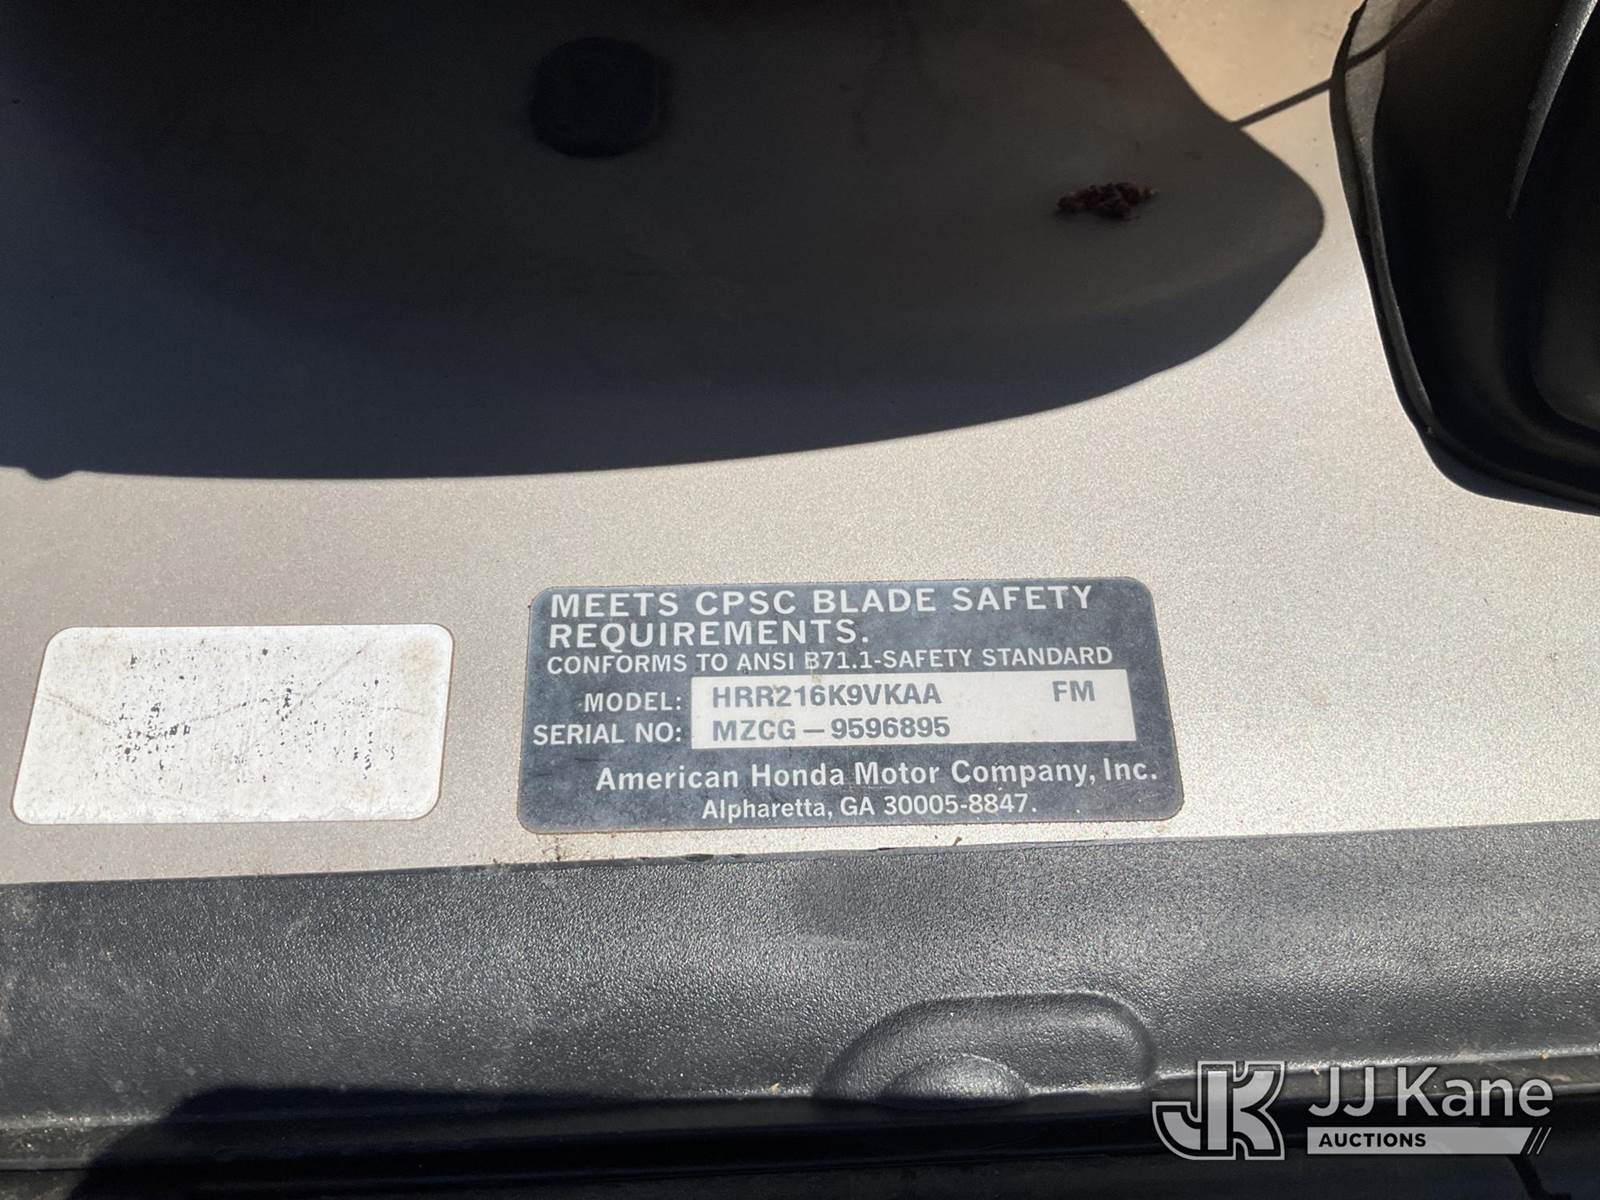 MEETS CPSC BLADE SAFETY
REQUIREMENTS.
CONFORMS TO ANSI B71.1-SAFETY STANDARD
MODEL: HRR216K9VKAA FM
SERIAL NO: MZCG-9596895
American Honda Motor Company, Inc.
Alpharetta, GA 30005-8847.
JK JJ Kane
AUCTIONS